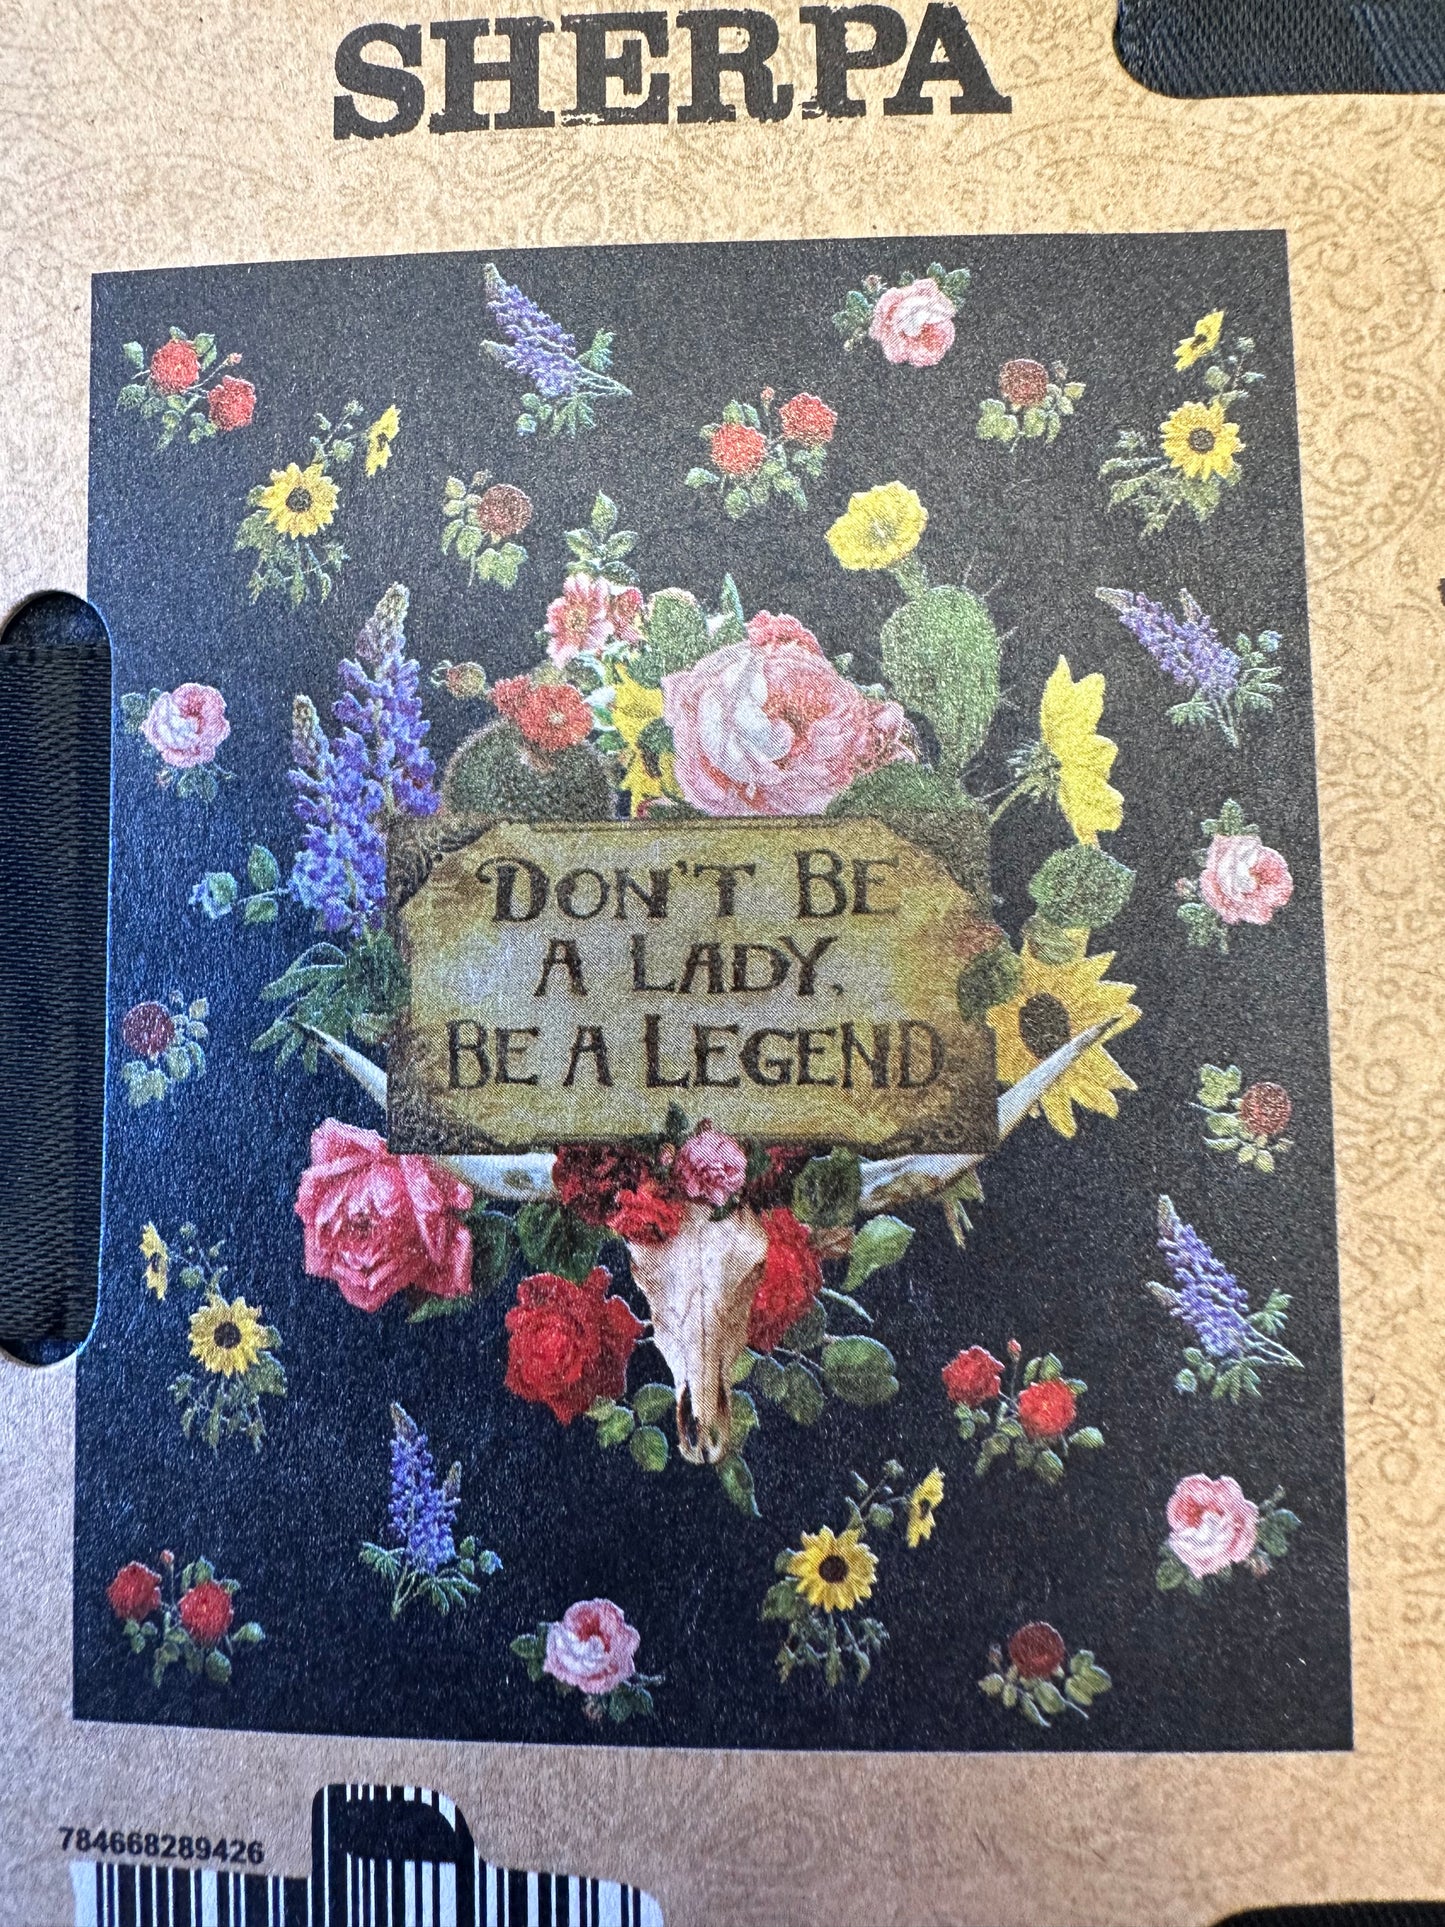 SHERPA
DON'T BE
A LADY,
BE A LEGEND
784668289426